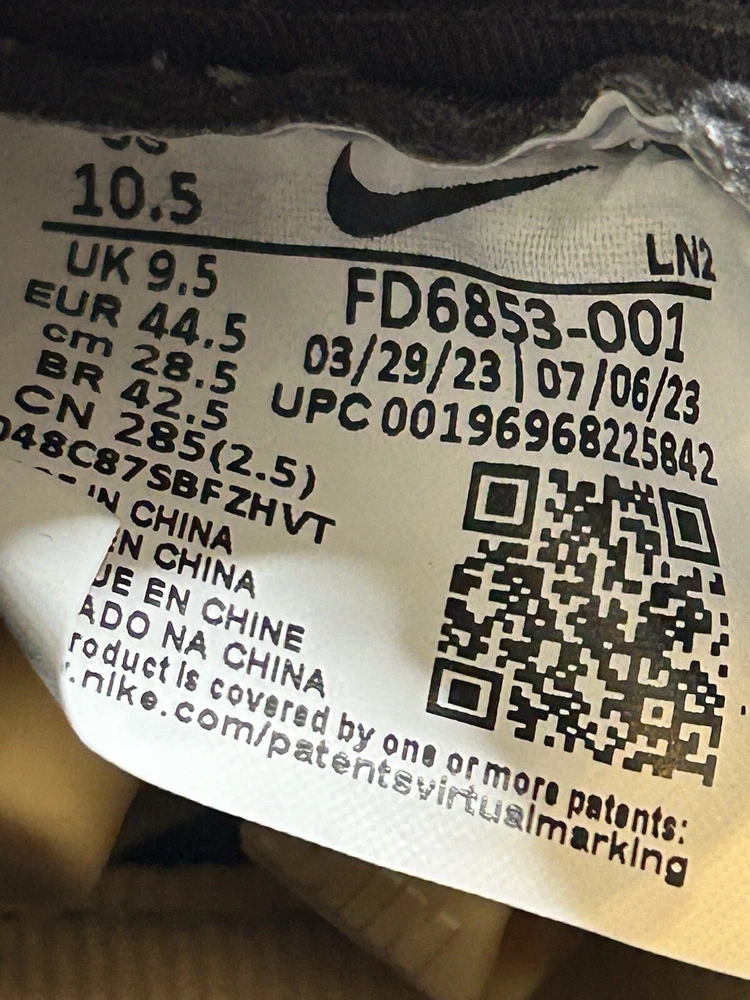 US
10.5
LN2
UK 9.5
EUR 44.5
cm 28.5
BR 42.5
CN 285(2.5)
FD6853-001
03/29/23 | 07/06/23
UPC 00196968225842
048C87SBFZHVT
IN CHINA
EN CHINA
UE EN CHINE
ADO NA CHINA
roduct is covered by one or more patents:
.nike.com/patentsvirtualmarking